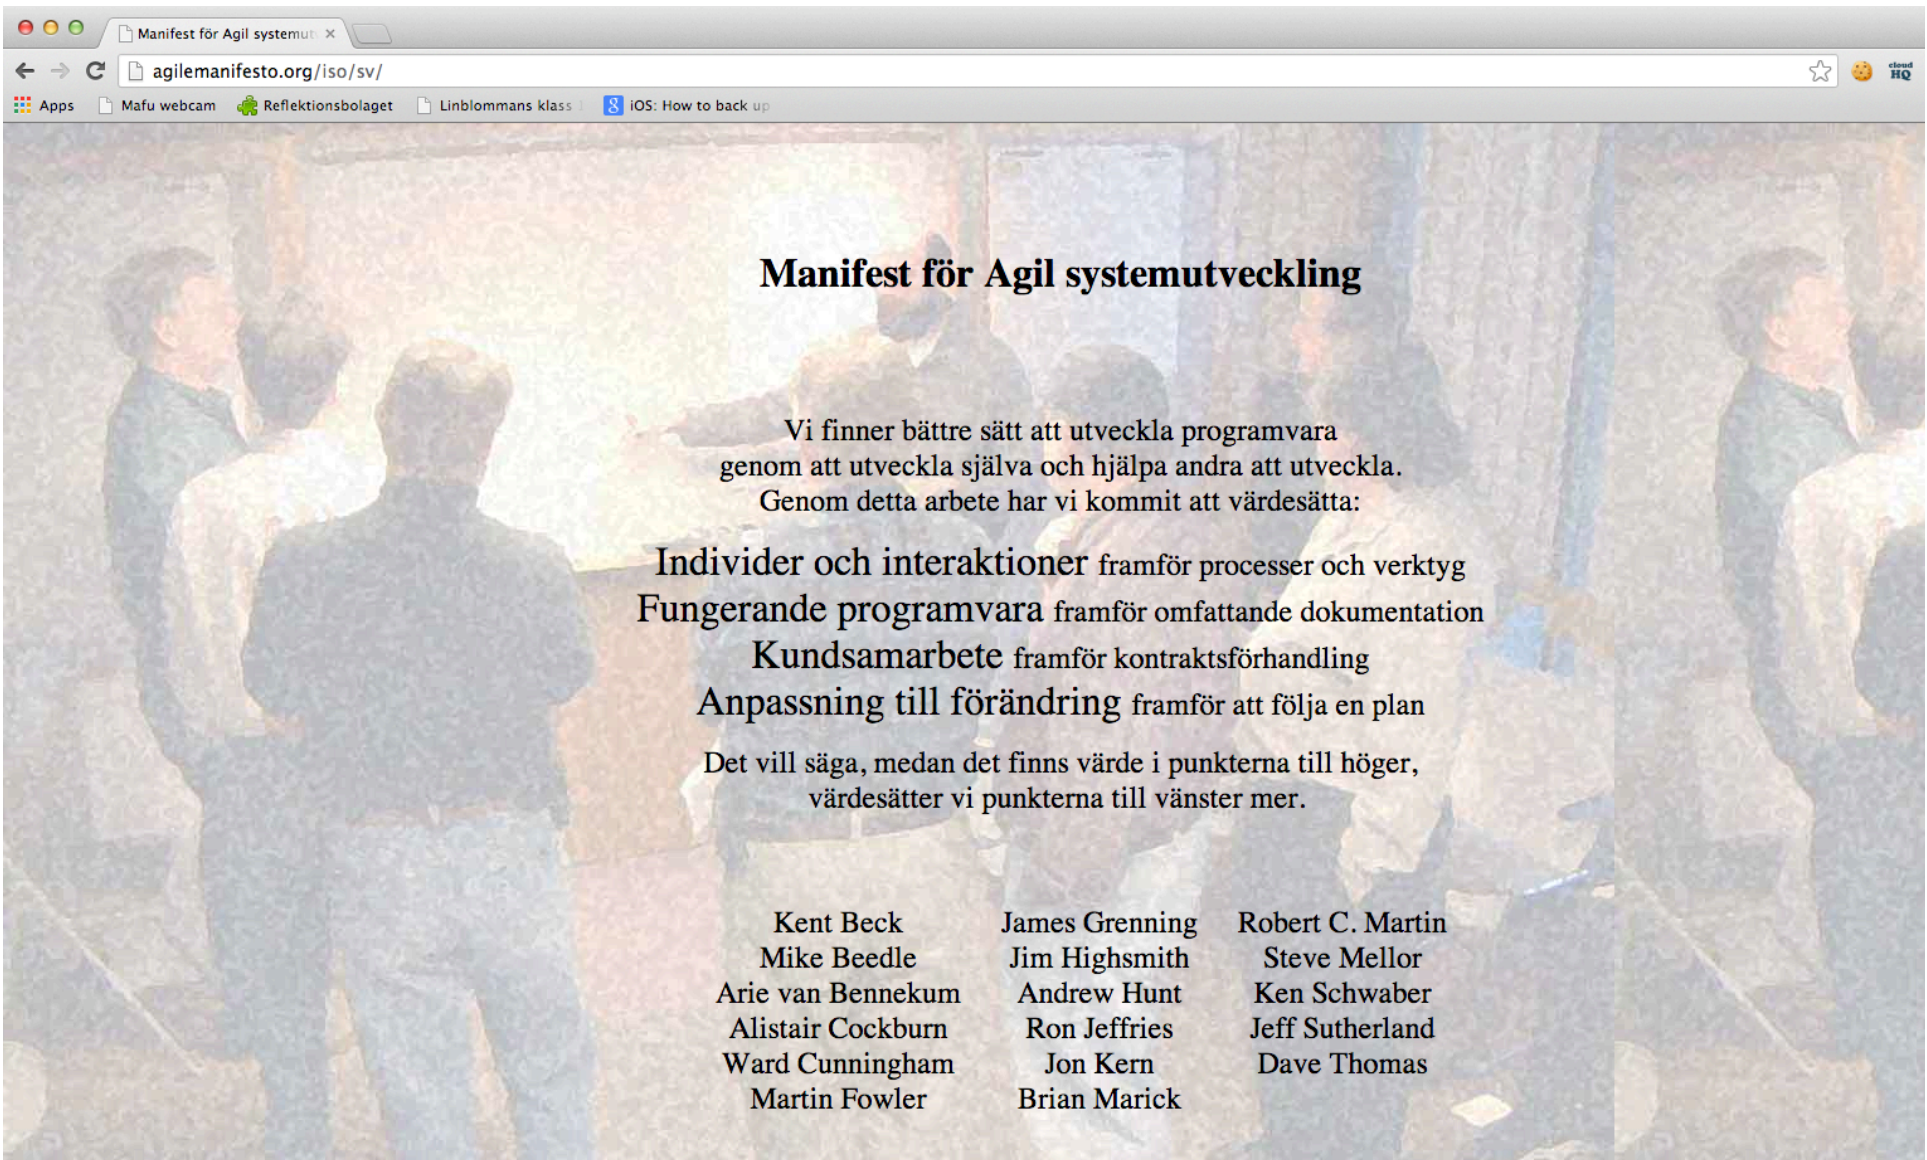 Manifest för Agil systemut
agilemanifesto.org/iso/sv/
cloud
HQ
Apps Mafu webcam Reflektionsbolaget Linblommans klass 8 iOS: How to back up
Manifest för Agil systemutveckling
Vi finner bättre sätt att utveckla programvara
genom att utveckla själva och hjälpa andra att utveckla.
Genom detta arbete har vi kommit att värdesätta:
Individer och interaktioner framför processer och verktyg
Fungerande programvara framför omfattande dokumentation
Kundsamarbete framför kontraktsförhandling
Anpassning till förändring framför att följa en plan
Det vill säga, medan det finns värde i punkterna till höger,
värdesätter vi punkterna till vänster mer.
Kent Beck James Grenning Robert C. Martin
Mike Beedle Jim Highsmith Steve Mellor
Arie van Bennekum Andrew Hunt Ken Schwaber
Alistair Cockburn Ron Jeffries Jeff Sutherland
Ward Cunningham Jon Kern Dave Thomas
Martin Fowler Brian Marick